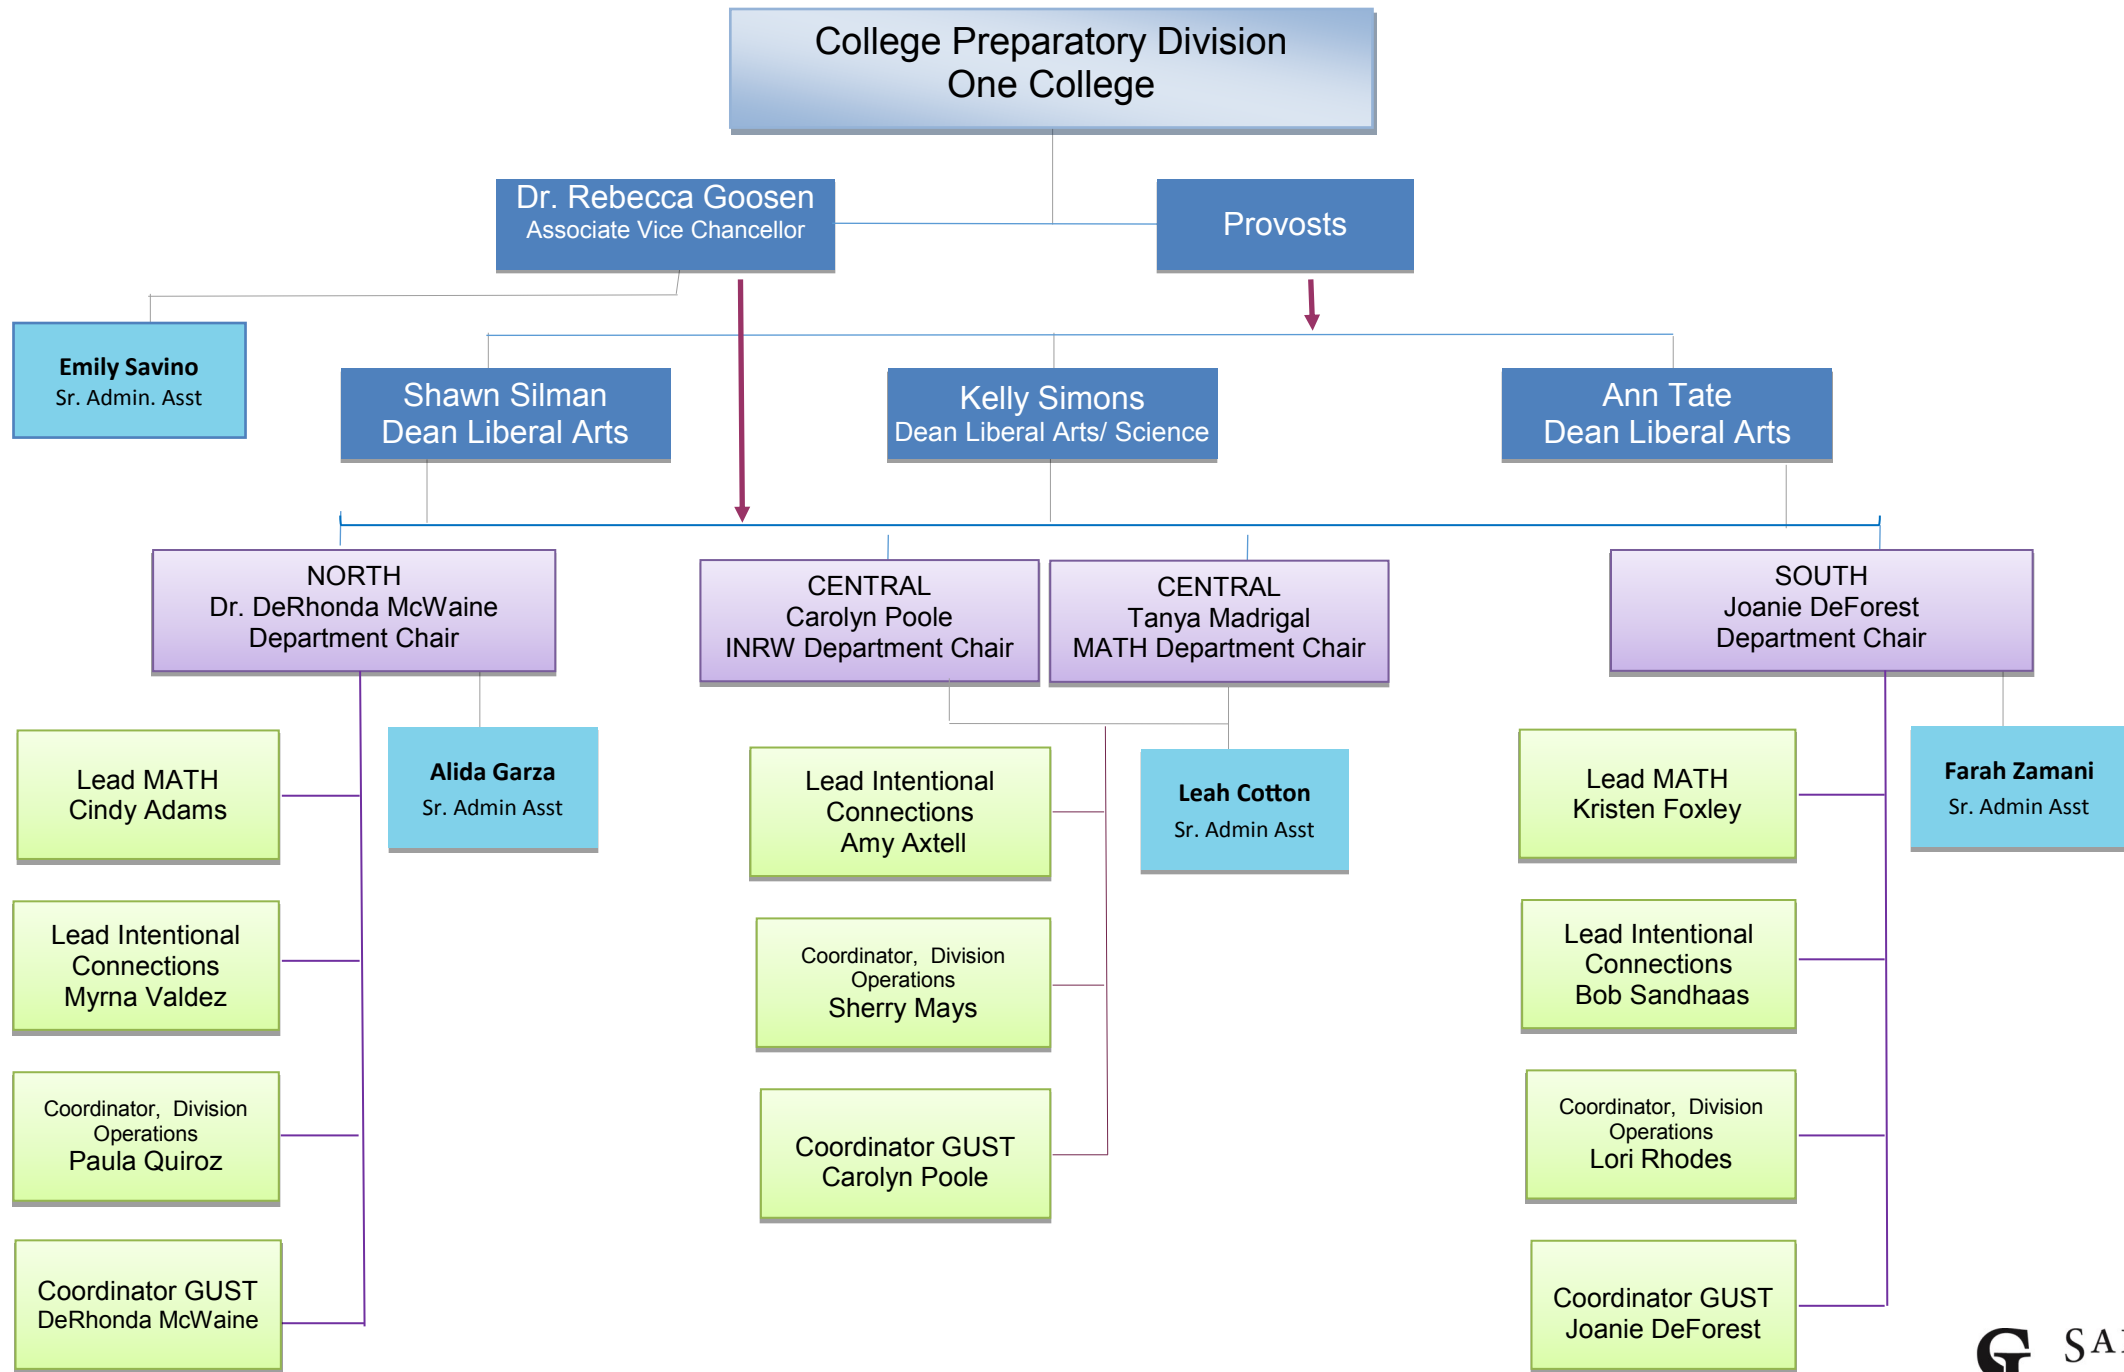 College Preparatory Division
One College
Dr. Rebecca Goosen
Associate Vice Chancellor
Provosts
Emily Savino
Sr. Admin. Asst
Shawn Silman
Dean Liberal Arts
Kelly Simons
Dean Liberal Arts/ Science
Ann Tate
Dean Liberal Arts
NORTH
Dr. DeRhonda McWaine
Department Chair
CENTRAL
Carolyn Poole
INRW Department Chair
CENTRAL
Tanya Madrigal
MATH Department Chair
SOUTH
Joanie DeForest
Department Chair
Lead MATH
Cindy Adams
Alida Garza
Sr. Admin Asst
Lead Intentional
Connections
Myrna Valdez
Coordinator, Division
Operations
Paula Quiroz
Coordinator GUST
DeRhonda McWaine
Lead Intentional
Connections
Amy Axtell
Leah Cotton
Sr. Admin Asst
Coordinator, Division
Operations
Sherry Mays
Coordinator GUST
Carolyn Poole
Lead MATH
Kristen Foxley
Farah Zamani
Sr. Admin Asst
Lead Intentional
Connections
Bob Sandhaas
Coordinator, Division
Operations
Lori Rhodes
Coordinator GUST
Joanie DeForest